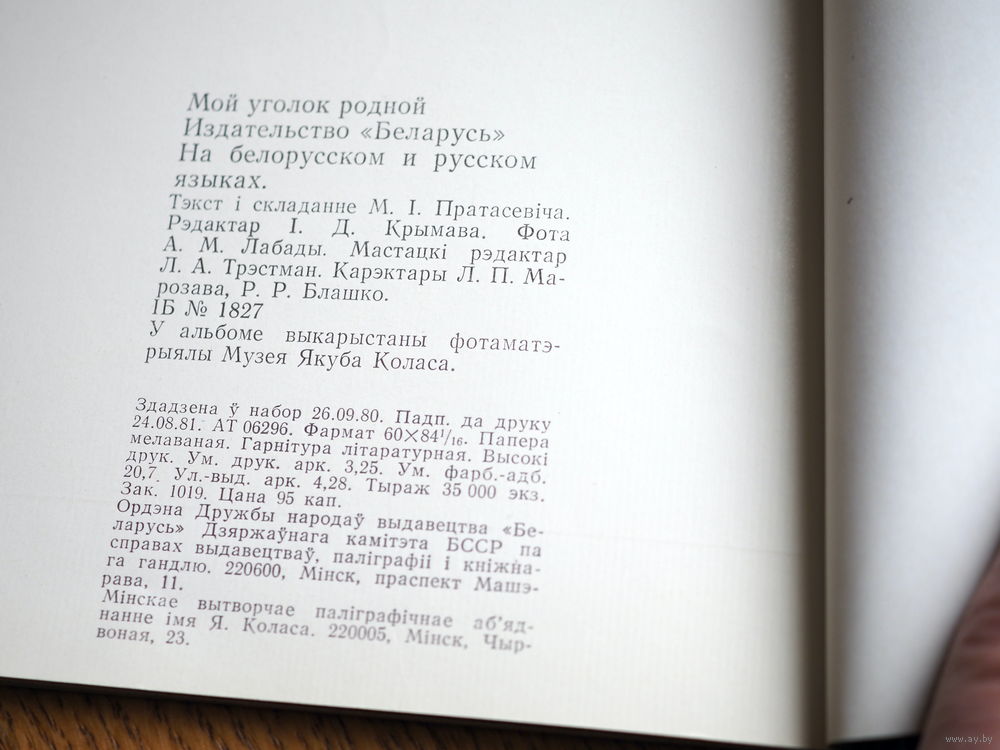 Мой уголок родной
Издательство «Беларусь»
На белорусском и русском
языках.
Тэкст і складанне М. І. Пратасевіча.
Рэдактар І. Д. Крымава. Фота
А. М. Лабады. Мастацкі рэдактар
Л. А. Трэстман. Карэктары Л. П. Ма-
розава, Р. Р. Блашко.
ІБ № 1827
У альбоме выкарыстаны фотаматэ-
рыялы Музея Якуба Коласа.
Здадзена ў набор 26.09.80. Падп. да друку
24.08.81. АТ 06296. Фармат 60×84¹/₁₆. Папера
мелаваная. Гарнітура літаратурная. Высокі
друк. Ум. друк. арк. 3,25. Ум. фарб.-адб.
20,7. Ул.-выд. арк. 4,28. Тыраж 35 000 экз.
Зак. 1019. Цана 95 кап.
Ордэна Дружбы народаў выдавецтва «Бе-
ларусь» Дзяржаўнага камітэта БССР па
справах выдавецтваў, паліграфіі і кніжна-
га гандлю. 220600, Мінск, праспект Машэ-
рава, 11.
Мінскае вытворчае паліграфічнае аб'яд-
нанне імя Я. Коласа. 220005, Мінск, Чыр-
воная, 23.
www.ay.by